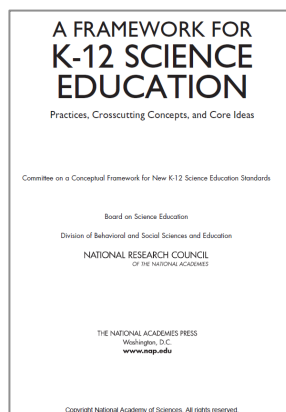 A FRAMEWORK FOR
K-12 SCIENCE
EDUCATION
Practices, Crosscutting Concepts, and Core Ideas
Committee on a Conceptual Framework for New K-12 Science Education Standards
Board on Science Education
Division of Behavioral and Social Sciences and Education
NATIONAL RESEARCH COUNCIL
OF THE NATIONAL ACADEMIES
THE NATIONAL ACADEMIES PRESS
Washington, D.C.
www.nap.edu
Copyright National Academy of Sciences. All rights reserved